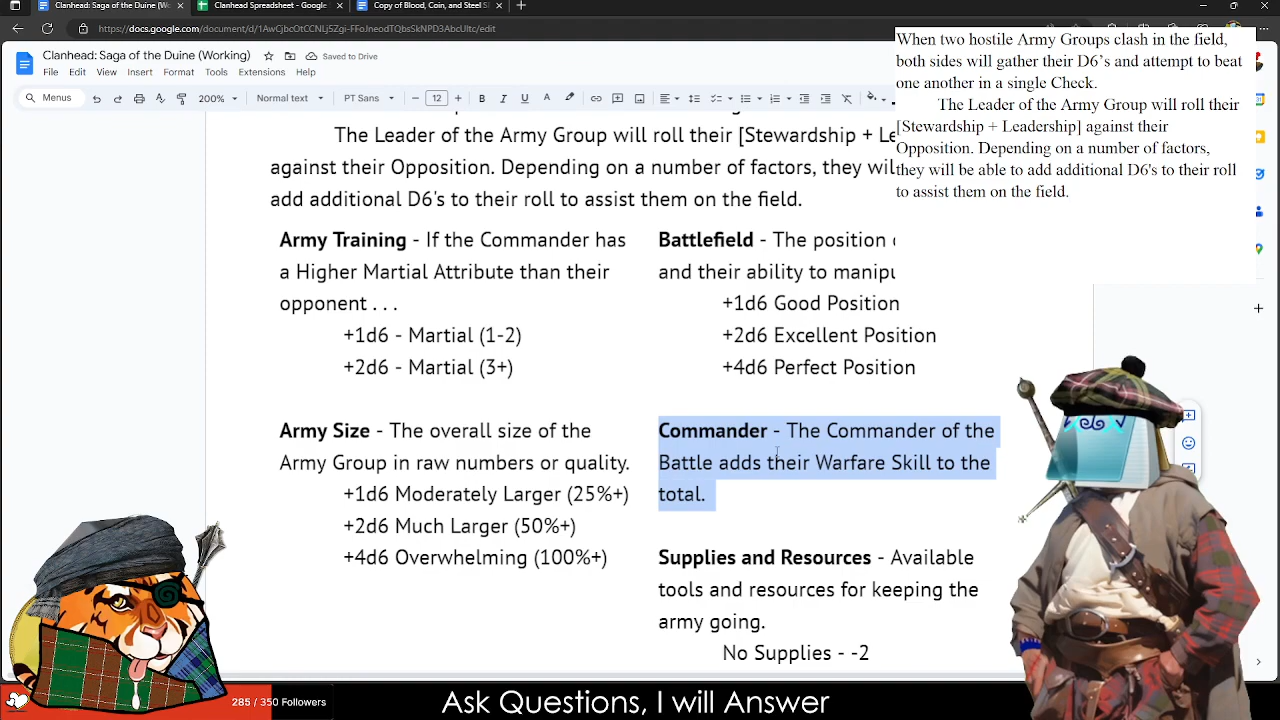 Clanhead: Saga of the Duine (W
Clanhead Spreadsheet - Google
Copy of Blood, Coin, and Steel S
https://docs.google.com/document/d/1AwCjbcOtCCNLj5Zgi-FFoJneodTQbsSkNPD3AbcUltc/edit
Clanhead: Saga of the Duine (Working)
Saved to Drive
File Edit View Insert Format Tools Extensions Help
Menus 200% Normal text PT Sans 12 B I U A
When two hostile Army Groups clash in the field,
both sides will gather their D6's and attempt to beat
one another in a single Check.
The Leader of the Army Group will roll their
[Stewardship + Leadership] against their
Opposition. Depending on a number of factors,
they will be able to add additional D6's to their roll
to assist them on the field.
The Leader of the Army Group will roll their [Stewardship + Le
against their Opposition. Depending on a number of factors, they wil
add additional D6's to their roll to assist them on the field.
Army Training - If the Commander has
a Higher Martial Attribute than their
opponent . . .
+1d6 - Martial (1-2)
+2d6 - Martial (3+)
Army Size - The overall size of the
Army Group in raw numbers or quality.
+1d6 Moderately Larger (25%+)
+2d6 Much Larger (50%+)
+4d6 Overwhelming (100%+)
Battlefield - The position
and their ability to manipu
+1d6 Good Position
+2d6 Excellent Position
+4d6 Perfect Position
Commander - The Commander of the
Battle adds their Warfare Skill to the
total.
Supplies and Resources - Available
tools and resources for keeping the
army going.
No Supplies - -2
285 / 350 Followers
Ask Questions, I will Answer